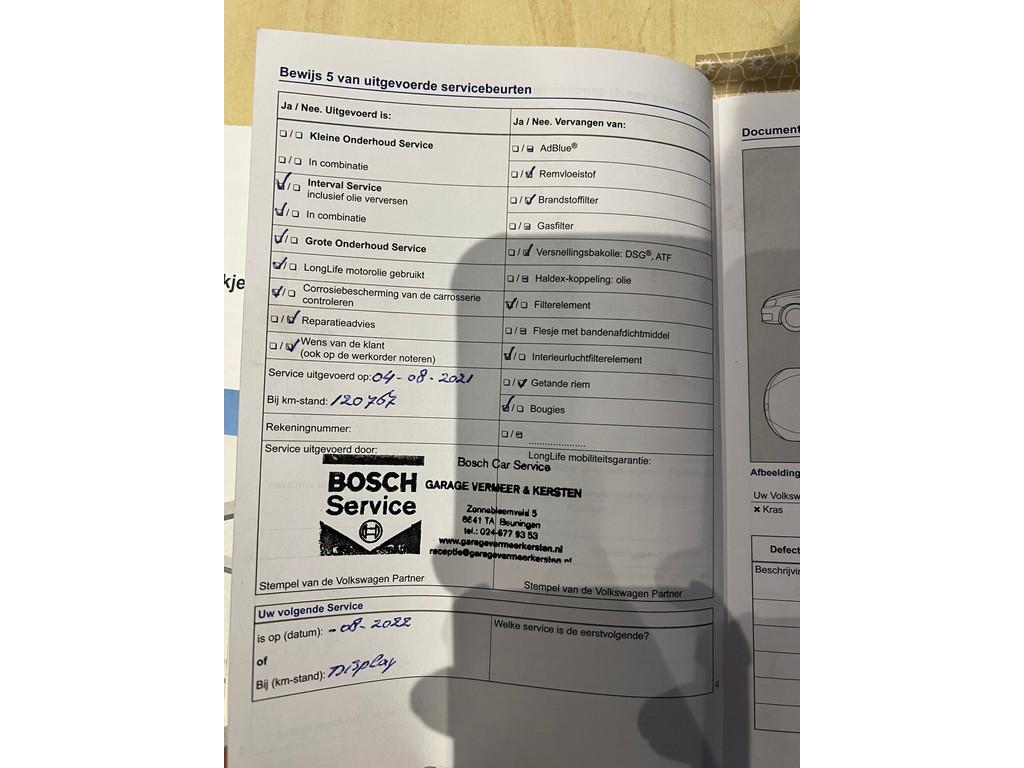 Bewijs 5 van uitgevoerde servicebeurten
Ja / Nee. Uitgevoerd is:
Kleine Onderhoud Service
In combinatie
Interval Service
inclusief olie verversen
In combinatie
Grote Onderhoud Service
LongLife motorolie gebruikt
Corrosiebescherming van de carrosserie
controleren
Reparatieadvies
Wens van de klant
(ook op de werkorder noteren)
Service uitgevoerd op: 04-08-2021
Bij km-stand: 120767
Rekeningnummer:
Service uitgevoerd door:
Ja / Nee. Vervangen van:
AdBlue®
Remvloeistof
Brandstoffilter
Gasfilter
Versnellingsbakolie: DSG®, ATF
Haldex-koppeling: olie
Filterelement
Flesje met bandenafdichtmiddel
Interieurluchtfilterelement
Getande riem
Bougies
LongLife mobiliteitsgarantie:
BOSCH
Service
Bosch Car Service
GARAGE VERMEER & KERSTEN
Zonnebloemveld 5
6641 TA Beuningen
tel.: 024-677 93 53
www.garagevermeerkersten.nl
receptie@garagevermeerkersten.nl
Stempel van de Volkswagen Partner
Stempel van de Volkswagen Partner
Uw volgende Service
is op (datum): -08-2022
of
Bij (km-stand): Display
Welke service is de eerstvolgende?
4
kje
Document
Afbeelding
Uw Volksw
× Kras
Defect
Beschrijvin